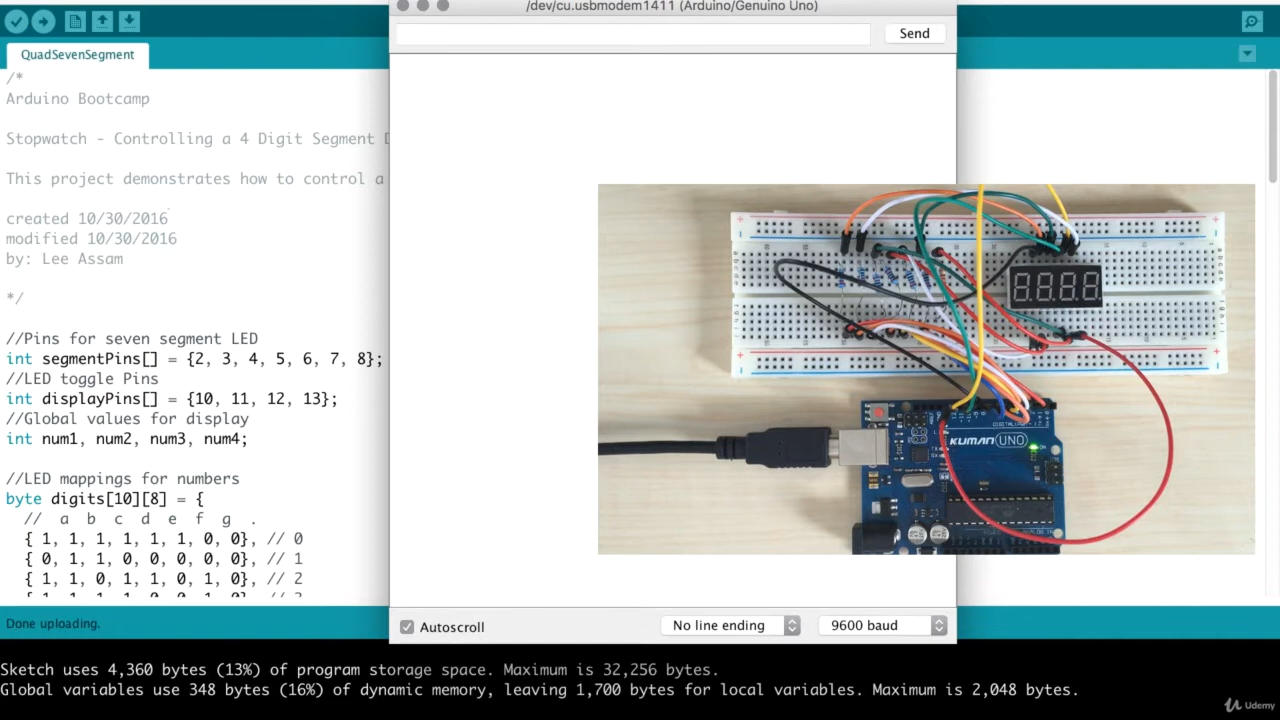 /dev/cu.usbmodem1411 (Arduino/Genuino Uno)
Send
QuadSevenSegment
/*
Arduino Bootcamp
Stopwatch - Controlling a 4 Digit Segment
This project demonstrates how to control a
created 10/30/2016
modified 10/30/2016
by: Lee Assam
*/
//Pins for seven segment LED
int segmentPins[] = {2, 3, 4, 5, 6, 7, 8};
//LED toggle Pins
int displayPins[] = {10, 11, 12, 13};
//Global values for display
int num1, num2, num3, num4;
//LED mappings for numbers
byte digits[10][8] = {
// a b c d e f g .
{ 1, 1, 1, 1, 1, 1, 0, 0}, // 0
{ 0, 1, 1, 0, 0, 0, 0, 0}, // 1
{ 1, 1, 0, 1, 1, 0, 1, 0}, // 2
KUMAN UNO
Done uploading.
Autoscroll
No line ending
9600 baud
Sketch uses 4,360 bytes (13%) of program storage space. Maximum is 32,256 bytes.
Global variables use 348 bytes (16%) of dynamic memory, leaving 1,700 bytes for local variables. Maximum is 2,048 bytes.
Udemy